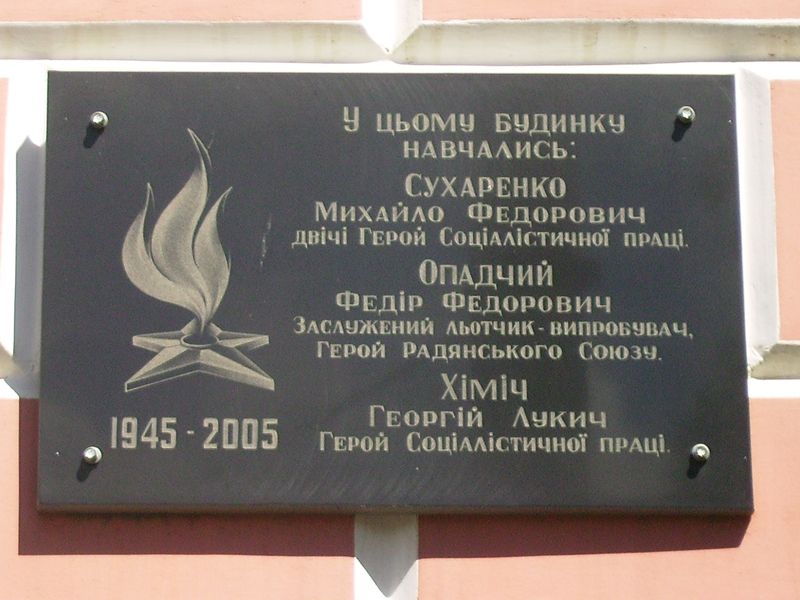 У цьому будинку
навчались:
Сухаренко
Михайло Федорович
двічі Герой Соціалістичної праці.
Опадчий
Федір Федорович
Заслужений льотчик-випробувач,
Герой Радянського Союзу.
Хіміч
Георгій Лукич
Герой Соціалістичної праці.
1945 - 2005